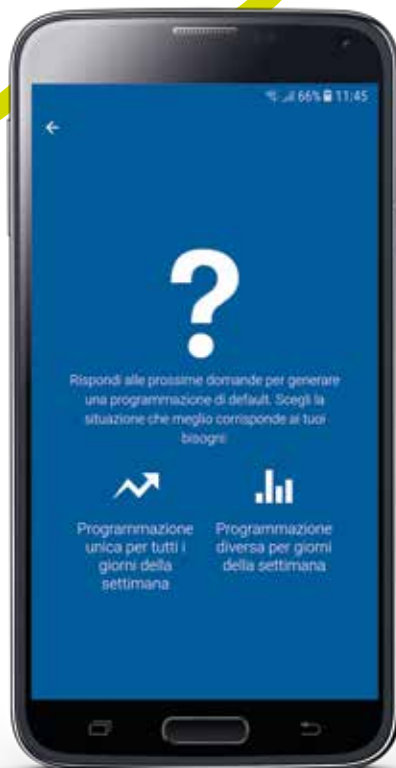 66% 11:45
?
Rispondi alle prossime domande per generare
una programmazione di default. Scegli la
situazione che meglio corrisponde ai tuoi
bisogni:
Programmazione
unica per tutti i
giorni della
settimana
Programmazione
diversa per giorni
della settimana